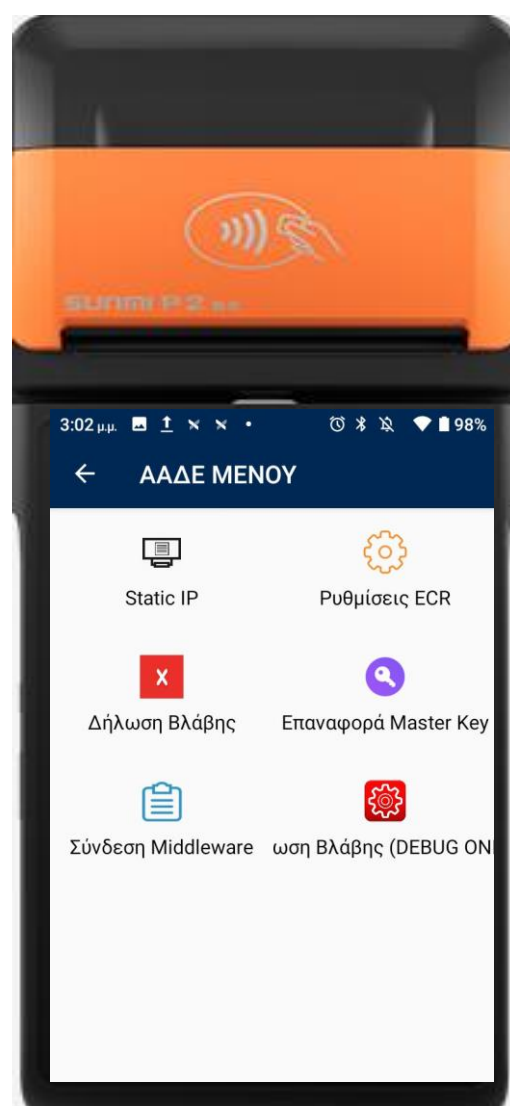 SUNMI P2
3:02 μ.μ. 98%
ΑΑΔΕ ΜΕΝΟΥ
Static IP
Ρυθμίσεις ECR
X
Δήλωση Βλάβης
Επαναφορά Master Key
Σύνδεση Middleware
ωση Βλάβης (DEBUG ON